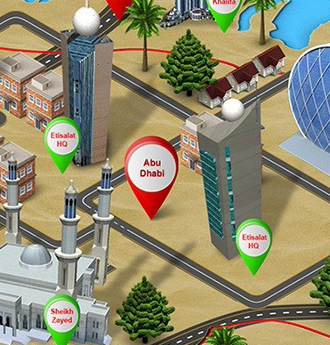 Khalifa
Etisalat
HQ
Abu
Dhabi
Etisalat
HQ
Sheikh
Zayed